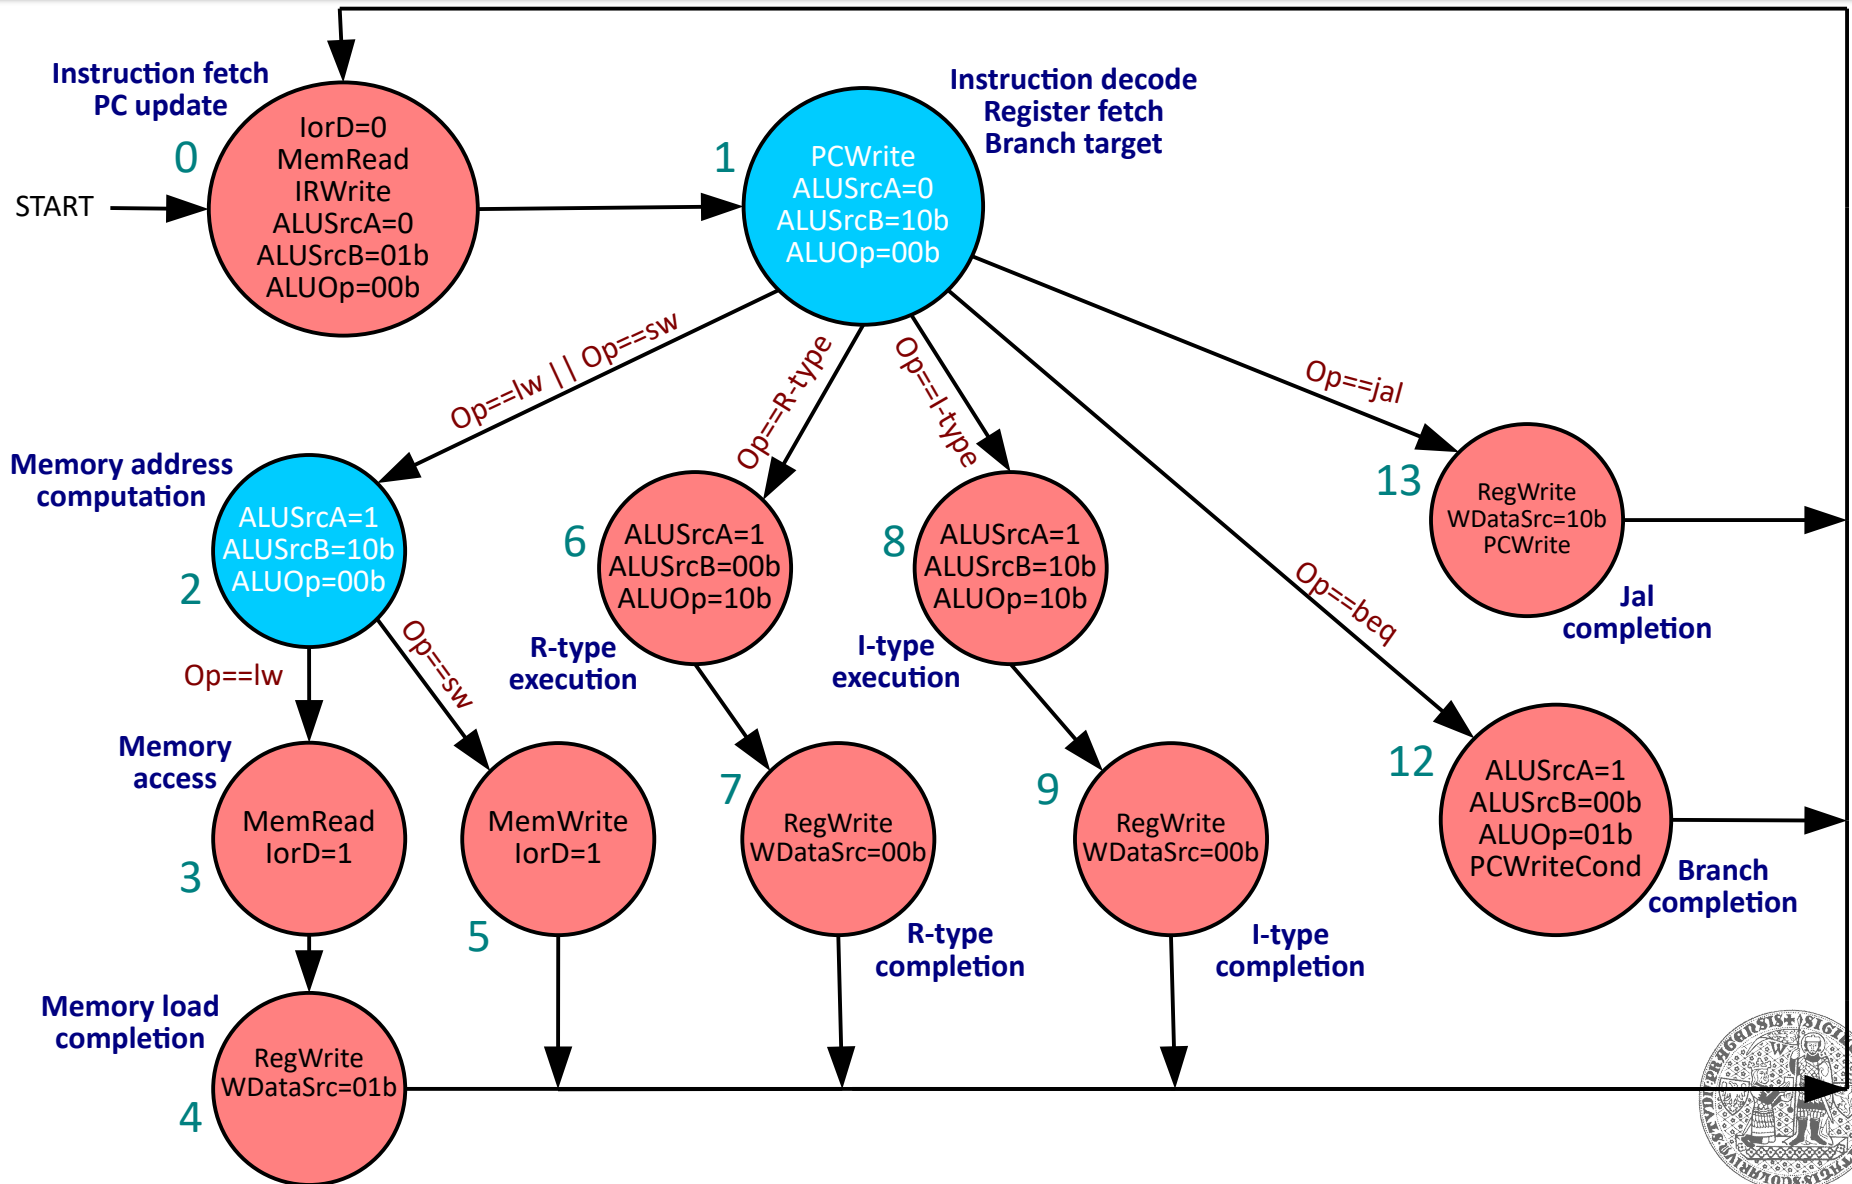 Instruction fetch
PC update
0
START
IorD=0
MemRead
IRWrite
ALUSrcA=0
ALUSrcB=01b
ALUOp=00b
Instruction decode
Register fetch
Branch target
1
PCWrite
ALUSrcA=0
ALUSrcB=10b
ALUOp=00b
Op==lw || Op==sw
Op==R-type
Op==I-type
Op==jal
Op==beq
Memory address
computation
2
ALUSrcA=1
ALUSrcB=10b
ALUOp=00b
Op==lw
Op==sw
6
ALUSrcA=1
ALUSrcB=00b
ALUOp=10b
R-type
execution
8
ALUSrcA=1
ALUSrcB=10b
ALUOp=10b
I-type
execution
13
RegWrite
WDataSrc=10b
PCWrite
Jal
completion
Memory
access
3
MemRead
IorD=1
5
MemWrite
IorD=1
7
RegWrite
WDataSrc=00b
R-type
completion
9
RegWrite
WDataSrc=00b
I-type
completion
12
ALUSrcA=1
ALUSrcB=00b
ALUOp=01b
PCWriteCond
Branch
completion
Memory load
completion
4
RegWrite
WDataSrc=01b